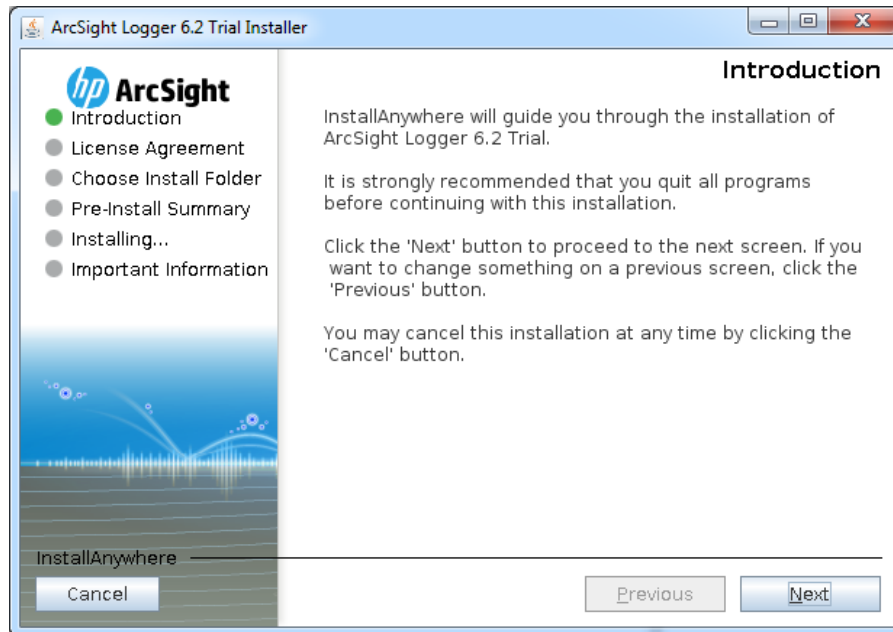 ArcSight Logger 6.2 Trial Installer
hp ArcSight
Introduction
License Agreement
Choose Install Folder
Pre-Install Summary
Installing...
Important Information
Introduction
InstallAnywhere will guide you through the installation of
ArcSight Logger 6.2 Trial.
It is strongly recommended that you quit all programs
before continuing with this installation.
Click the 'Next' button to proceed to the next screen. If you
want to change something on a previous screen, click the
'Previous' button.
You may cancel this installation at any time by clicking the
'Cancel' button.
InstallAnywhere
Cancel
Previous
Next